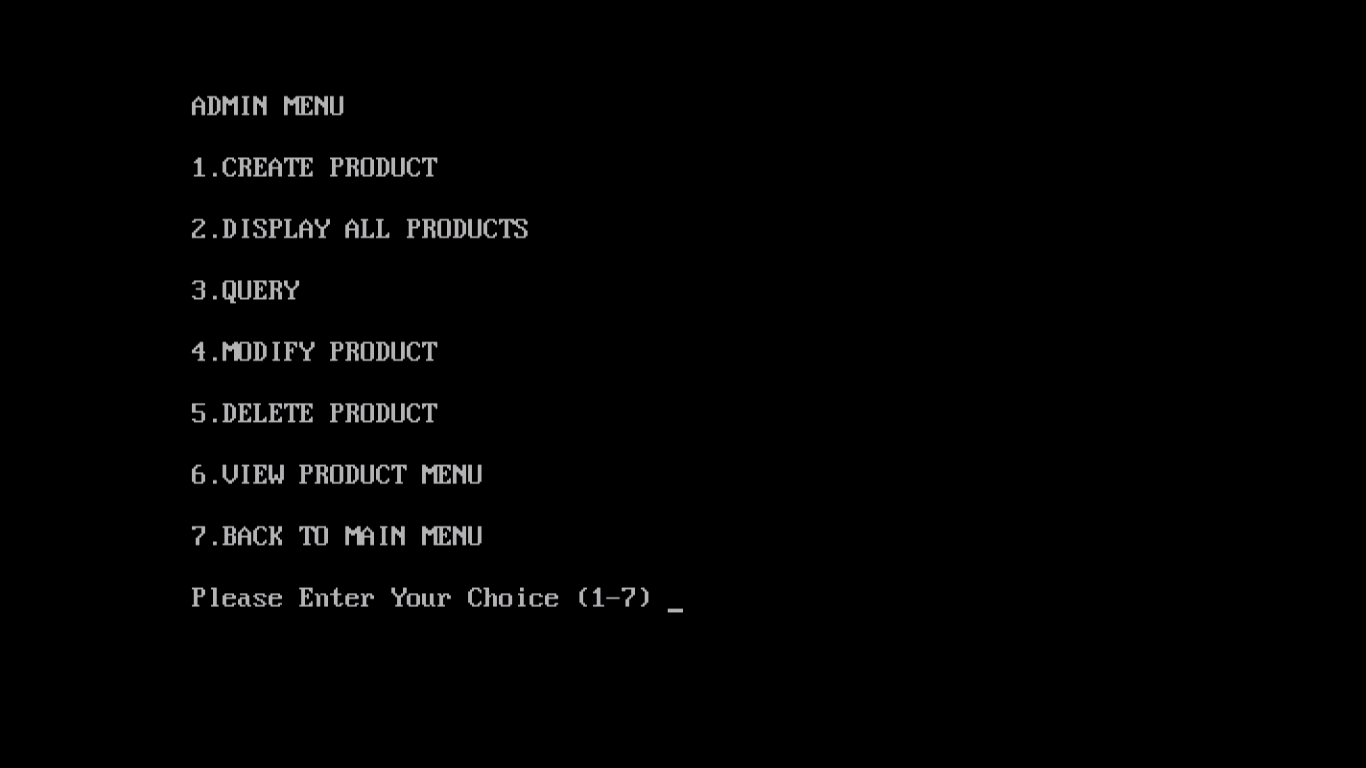 ADMIN MENU
1.CREATE PRODUCT
2.DISPLAY ALL PRODUCTS
3.QUERY
4.MODIFY PRODUCT
5.DELETE PRODUCT
6.VIEW PRODUCT MENU
7.BACK TO MAIN MENU
Please Enter Your Choice (1-7) _